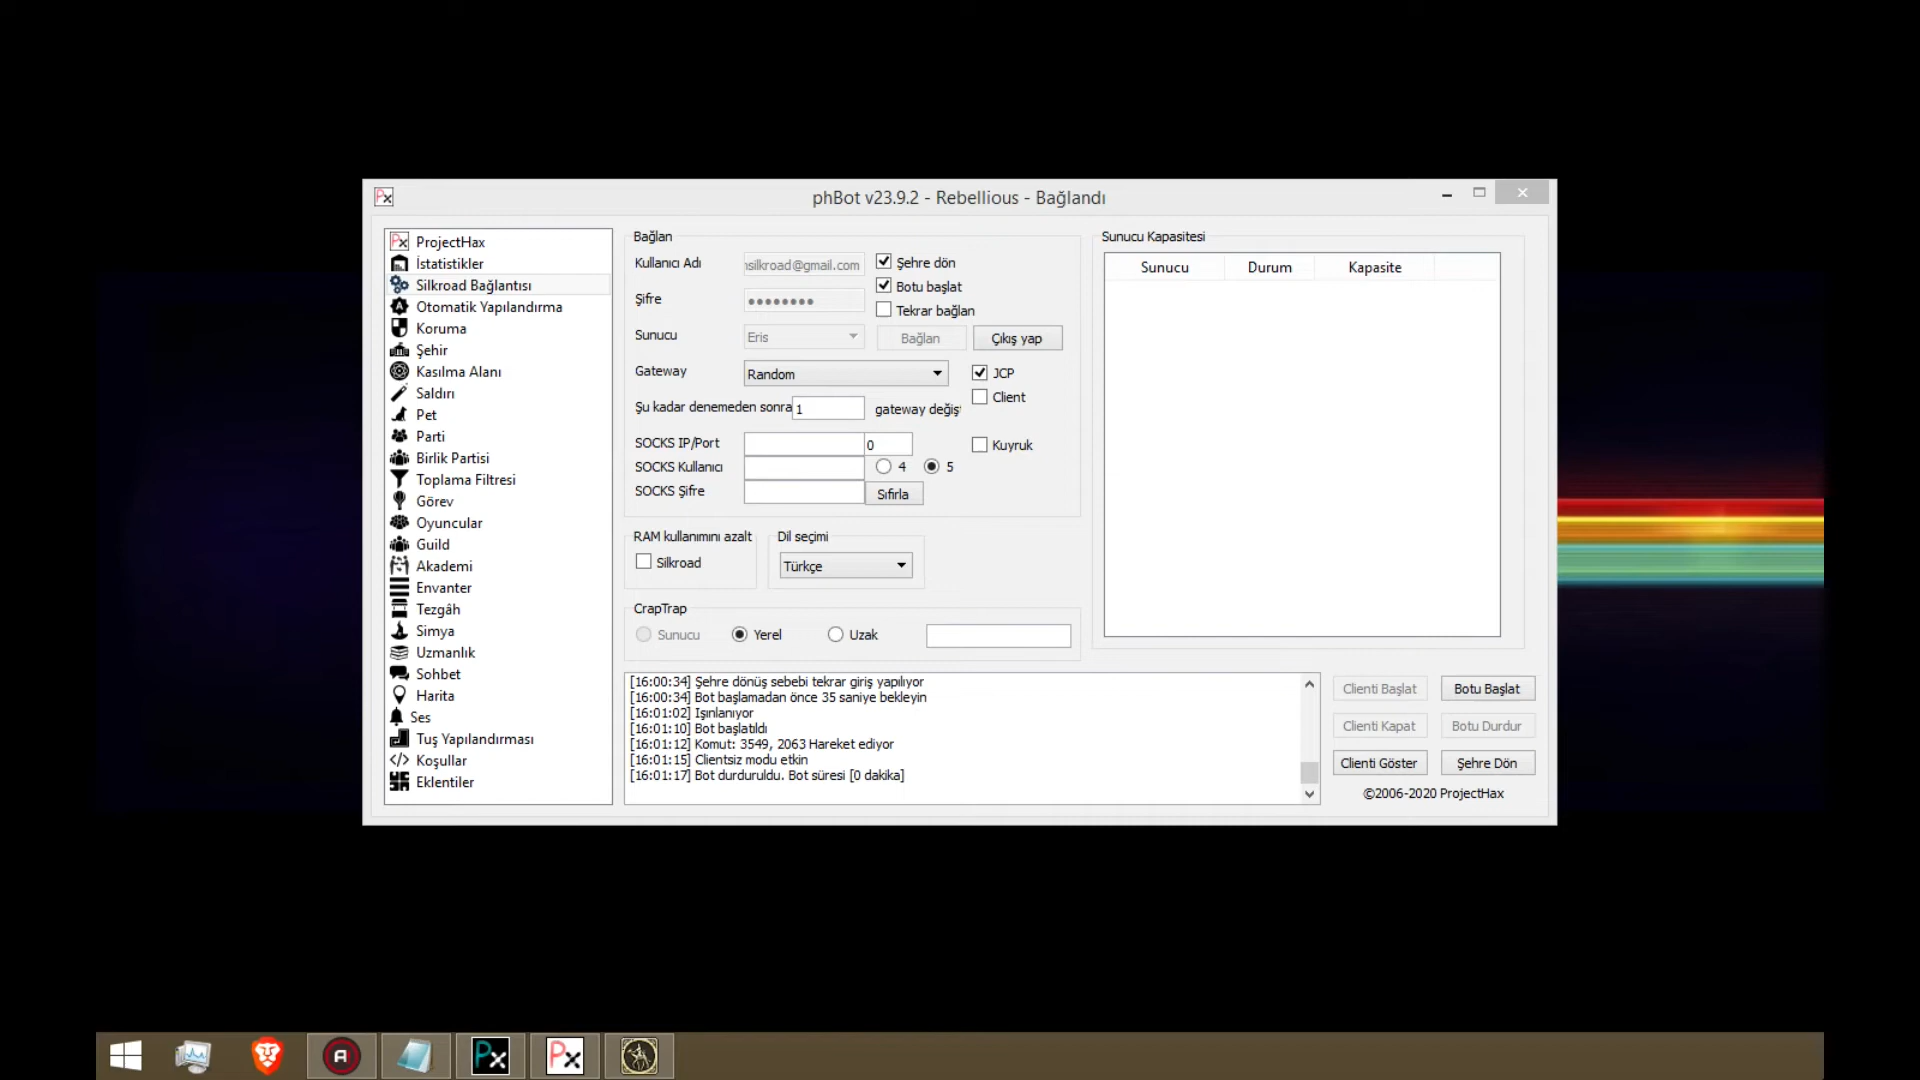 phBot v23.9.2 - Rebellious - Bağlandı
ProjectHax
İstatistikler
Silkroad Bağlantısı
Otomatik Yapılandırma
Koruma
Şehir
Kasılma Alanı
Saldırı
Pet
Parti
Birlik Partisi
Toplama Filtresi
Görev
Oyuncular
Guild
Akademi
Envanter
Tezgâh
Simya
Uzmanlık
Sohbet
Harita
Ses
Tuş Yapılandırması
Koşullar
Eklentiler
Bağlan
Kullanıcı Adı
silkroad@gmail.com
Şehre dön
Botu başlat
Şifre
Tekrar bağlan
Sunucu
Eris
Bağlan
Çıkış yap
Gateway
Random
JCP
Client
Şu kadar denemeden sonra
1
gateway değiş
SOCKS IP/Port
0
Kuyruk
SOCKS Kullanıcı
4
5
SOCKS Şifre
Sıfırla
RAM kullanımını azalt
Silkroad
Dil seçimi
Türkçe
CrapTrap
Sunucu
Yerel
Uzak
Sunucu Kapasitesi
Sunucu Durum Kapasite
[16:00:34] Şehre dönüş sebebi tekrar giriş yapılıyor
[16:00:34] Bot başlamadan önce 35 saniye bekleyin
[16:01:02] Işınlanıyor
[16:01:10] Bot başlatıldı
[16:01:12] Komut: 3549, 2063 Hareket ediyor
[16:01:15] Clientsiz modu etkin
[16:01:17] Bot durduruldu. Bot süresi [0 dakika]
Clienti Başlat
Botu Başlat
Clienti Kapat
Botu Durdur
Clienti Göster
Şehre Dön
©2006-2020 ProjectHax